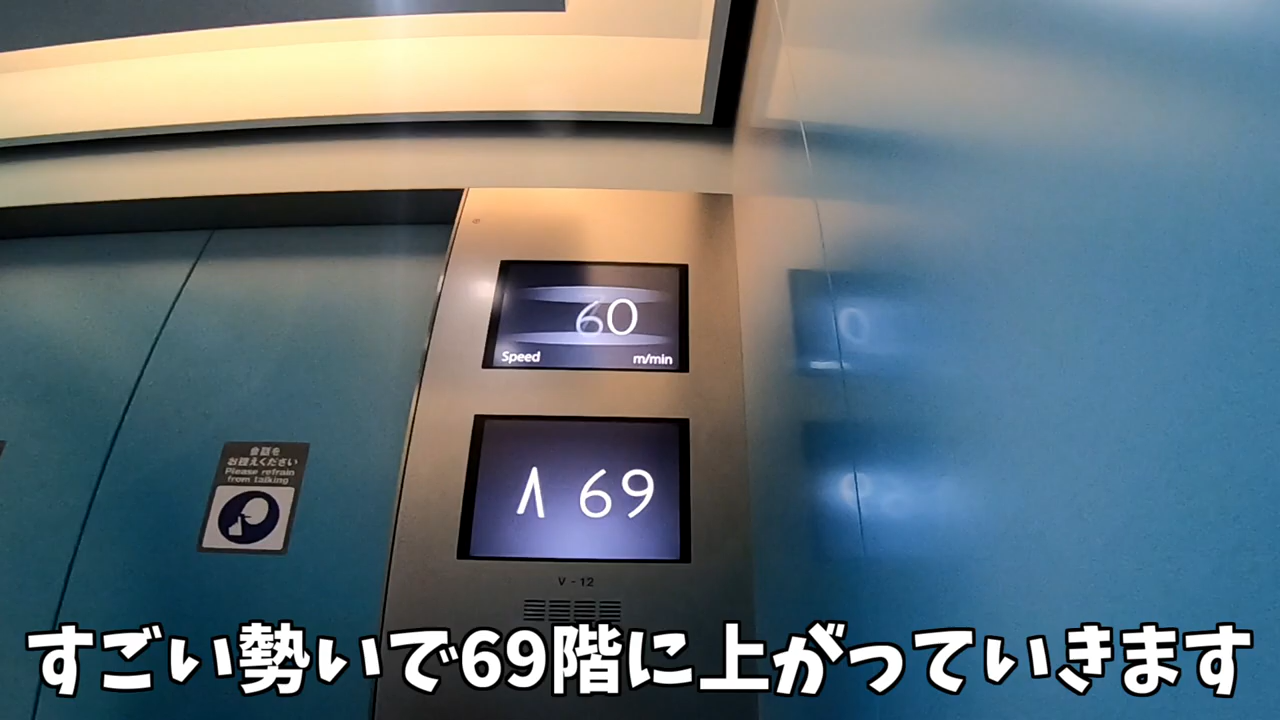 60
Speed m/min
∧ 69
会話を
お控えください
Please refrain
from talking
V-12
すごい勢いで69階に上がっていきます